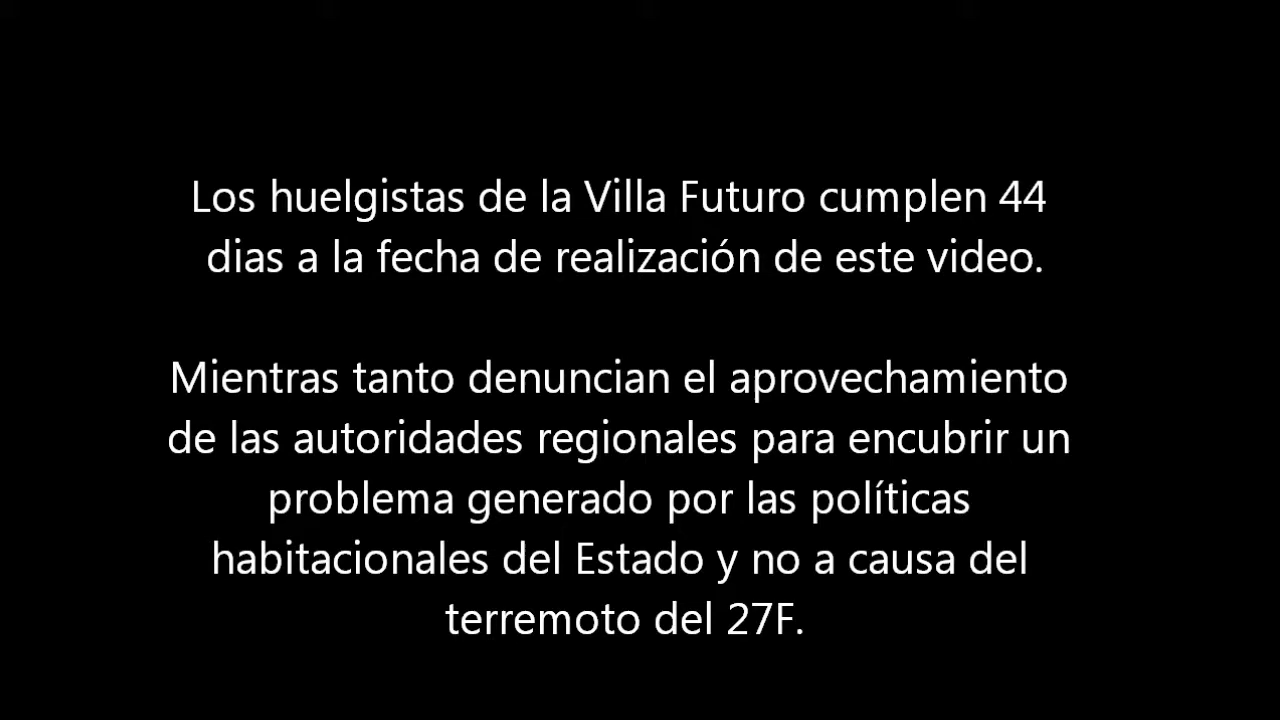 Los huelgistas de la Villa Futuro cumplen 44
dias a la fecha de realización de este video.
Mientras tanto denuncian el aprovechamiento
de las autoridades regionales para encubrir un
problema generado por las políticas
habitacionales del Estado y no a causa del
terremoto del 27F.